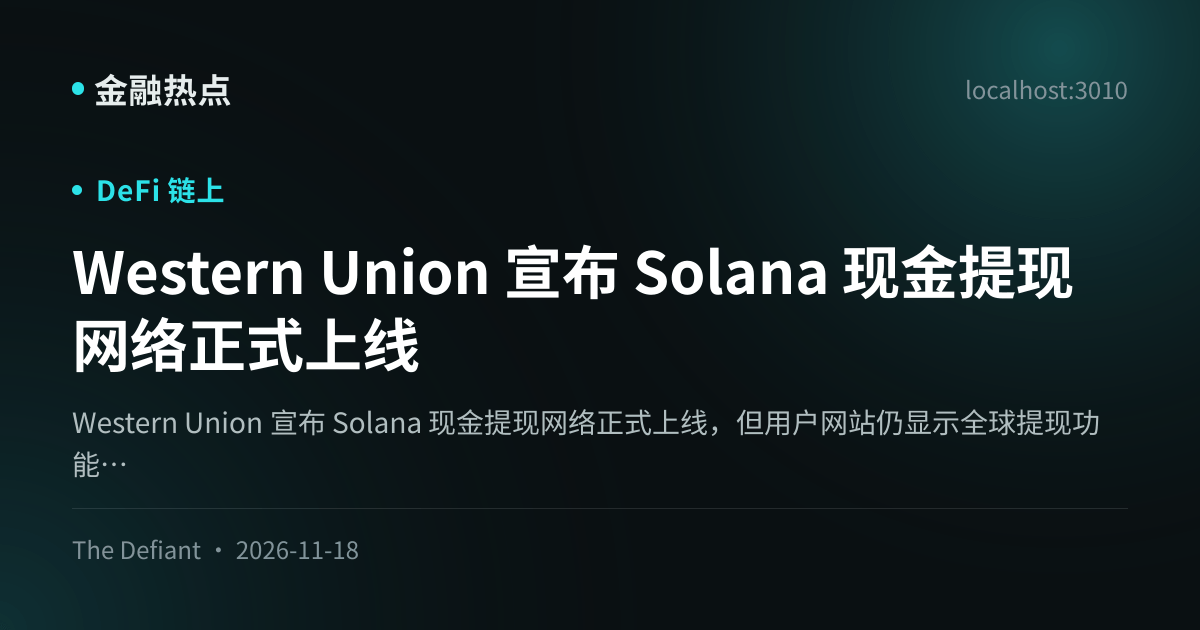 金融热点
localhost:3010
DeFi 链上
Western Union 宣布 Solana 现金提现
网络正式上线
Western Union 宣布 Solana 现金提现网络正式上线，但用户网站仍显示全球提现功
能…
The Defiant · 2026-11-18